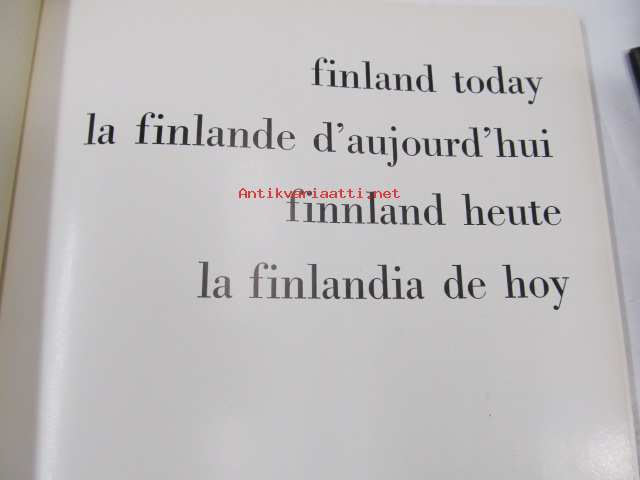 finland today
la finlande d'aujourd'hui
Antikvariaatti.net
finnland heute
la finlandia de hoy